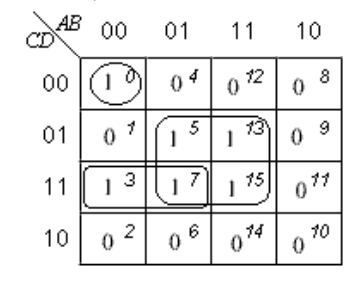 AB
CD 00 01 11 10
00 1 0 0 4 0 12 0 8
01 0 1 1 5 1 13 0 9
11 1 3 1 7 1 15 0 11
10 0 2 0 6 0 14 0 10